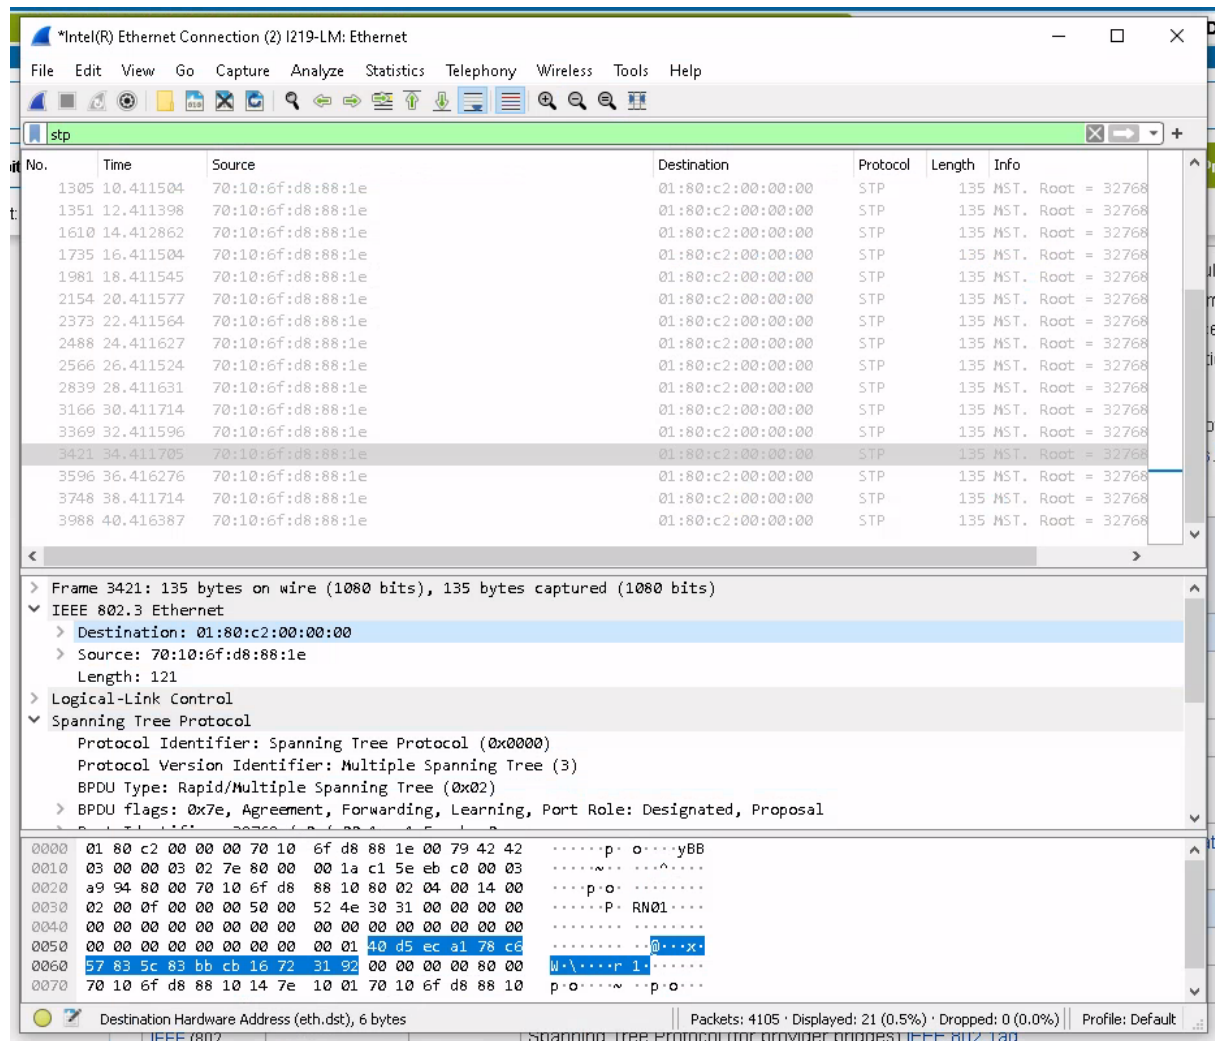 *Intel(R) Ethernet Connection (2) I219-LM: Ethernet
File Edit View Go Capture Analyze Statistics Telephony Wireless Tools Help
stp
No. Time Source Destination Protocol Length Info
1305 10.411504 70:10:6f:d8:88:1e 01:80:c2:00:00:00 STP 135 MST. Root = 32768
1351 12.411398 70:10:6f:d8:88:1e 01:80:c2:00:00:00 STP 135 MST. Root = 32768
1610 14.412862 70:10:6f:d8:88:1e 01:80:c2:00:00:00 STP 135 MST. Root = 32768
1735 16.411504 70:10:6f:d8:88:1e 01:80:c2:00:00:00 STP 135 MST. Root = 32768
1981 18.411545 70:10:6f:d8:88:1e 01:80:c2:00:00:00 STP 135 MST. Root = 32768
2154 20.411577 70:10:6f:d8:88:1e 01:80:c2:00:00:00 STP 135 MST. Root = 32768
2373 22.411564 70:10:6f:d8:88:1e 01:80:c2:00:00:00 STP 135 MST. Root = 32768
2488 24.411627 70:10:6f:d8:88:1e 01:80:c2:00:00:00 STP 135 MST. Root = 32768
2566 26.411524 70:10:6f:d8:88:1e 01:80:c2:00:00:00 STP 135 MST. Root = 32768
2839 28.411631 70:10:6f:d8:88:1e 01:80:c2:00:00:00 STP 135 MST. Root = 32768
3166 30.411714 70:10:6f:d8:88:1e 01:80:c2:00:00:00 STP 135 MST. Root = 32768
3369 32.411596 70:10:6f:d8:88:1e 01:80:c2:00:00:00 STP 135 MST. Root = 32768
3421 34.411705 70:10:6f:d8:88:1e 01:80:c2:00:00:00 STP 135 MST. Root = 32768
3596 36.416276 70:10:6f:d8:88:1e 01:80:c2:00:00:00 STP 135 MST. Root = 32768
3748 38.411714 70:10:6f:d8:88:1e 01:80:c2:00:00:00 STP 135 MST. Root = 32768
3988 40.416387 70:10:6f:d8:88:1e 01:80:c2:00:00:00 STP 135 MST. Root = 32768
Frame 3421: 135 bytes on wire (1080 bits), 135 bytes captured (1080 bits)
IEEE 802.3 Ethernet
Destination: 01:80:c2:00:00:00
Source: 70:10:6f:d8:88:1e
Length: 121
Logical-Link Control
Spanning Tree Protocol
Protocol Identifier: Spanning Tree Protocol (0x0000)
Protocol Version Identifier: Multiple Spanning Tree (3)
BPDU Type: Rapid/Multiple Spanning Tree (0x02)
BPDU flags: 0x7e, Agreement, Forwarding, Learning, Port Role: Designated, Proposal
0000 01 80 c2 00 00 00 70 10 6f d8 88 1e 00 79 42 42 ······p· o····yBB
0010 03 00 00 03 02 7e 80 00 00 1a c1 5e eb c0 00 03 ·····~·· ···^····
0020 a9 94 80 00 70 10 6f d8 88 10 80 02 04 00 14 00 ····p·o· ········
0030 02 00 0f 00 00 00 50 00 52 4e 30 31 00 00 00 00 ······P· RN01····
0040 00 00 00 00 00 00 00 00 00 00 00 00 00 00 00 00 ········ ········
0050 00 00 00 00 00 00 00 00 00 01 40 d5 ec a1 78 c6 ········ ··@···x·
0060 57 83 5c 83 bb cb 16 72 31 92 00 00 00 00 80 00 W·\····r 1·······
0070 70 10 6f d8 88 10 14 7e 10 01 70 10 6f d8 88 10 p·o····~ ··p·o···
Destination Hardware Address (eth.dst), 6 bytes Packets: 4105 · Displayed: 21 (0.5%) · Dropped: 0 (0.0%) Profile: Default